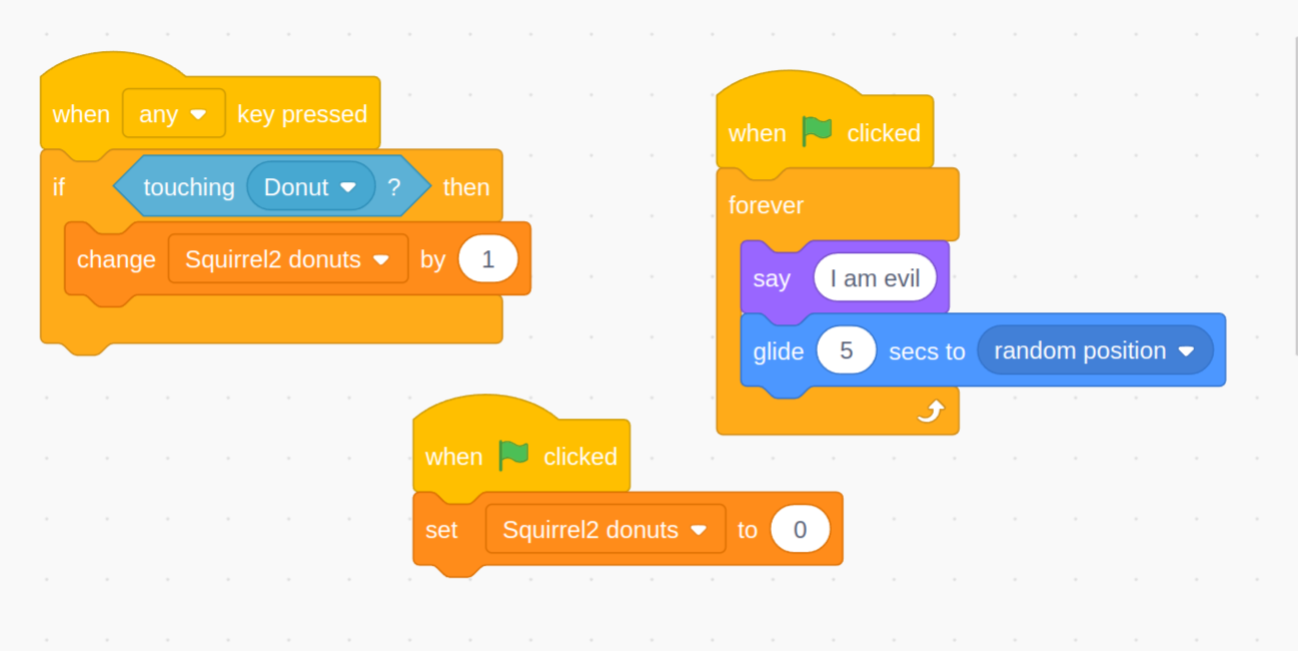 when any key pressed
if touching Donut ? then
change Squirrel2 donuts by 1
when clicked
forever
say I am evil
glide 5 secs to random position
when clicked
set Squirrel2 donuts to 0